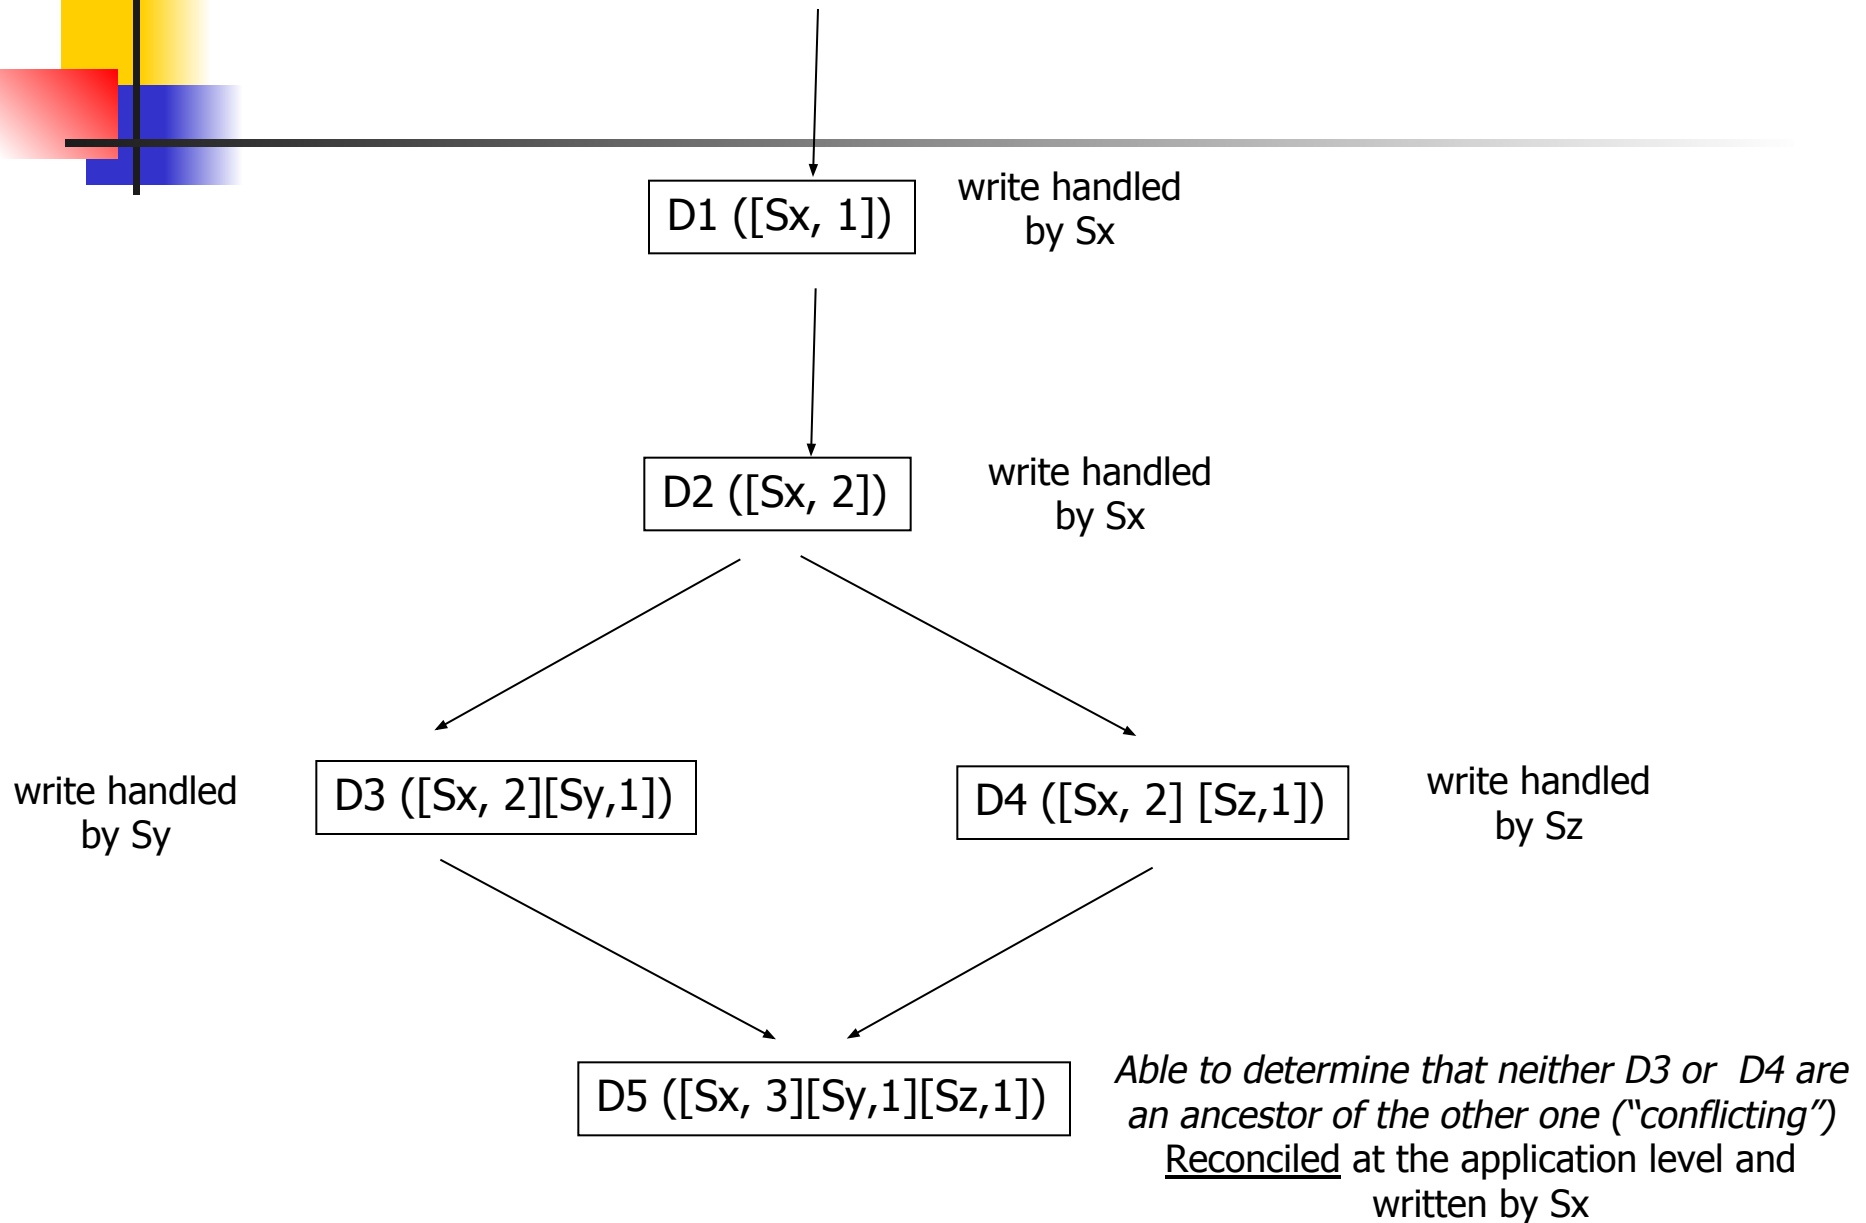 D1 ([Sx, 1])
write handled
by Sx
D2 ([Sx, 2])
write handled
by Sx
write handled
by Sy
D3 ([Sx, 2][Sy,1])
D4 ([Sx, 2] [Sz,1])
write handled
by Sz
D5 ([Sx, 3][Sy,1][Sz,1])
Able to determine that neither D3 or  D4 are
an ancestor of the other one (“conflicting”)
Reconciled at the application level and
written by Sx